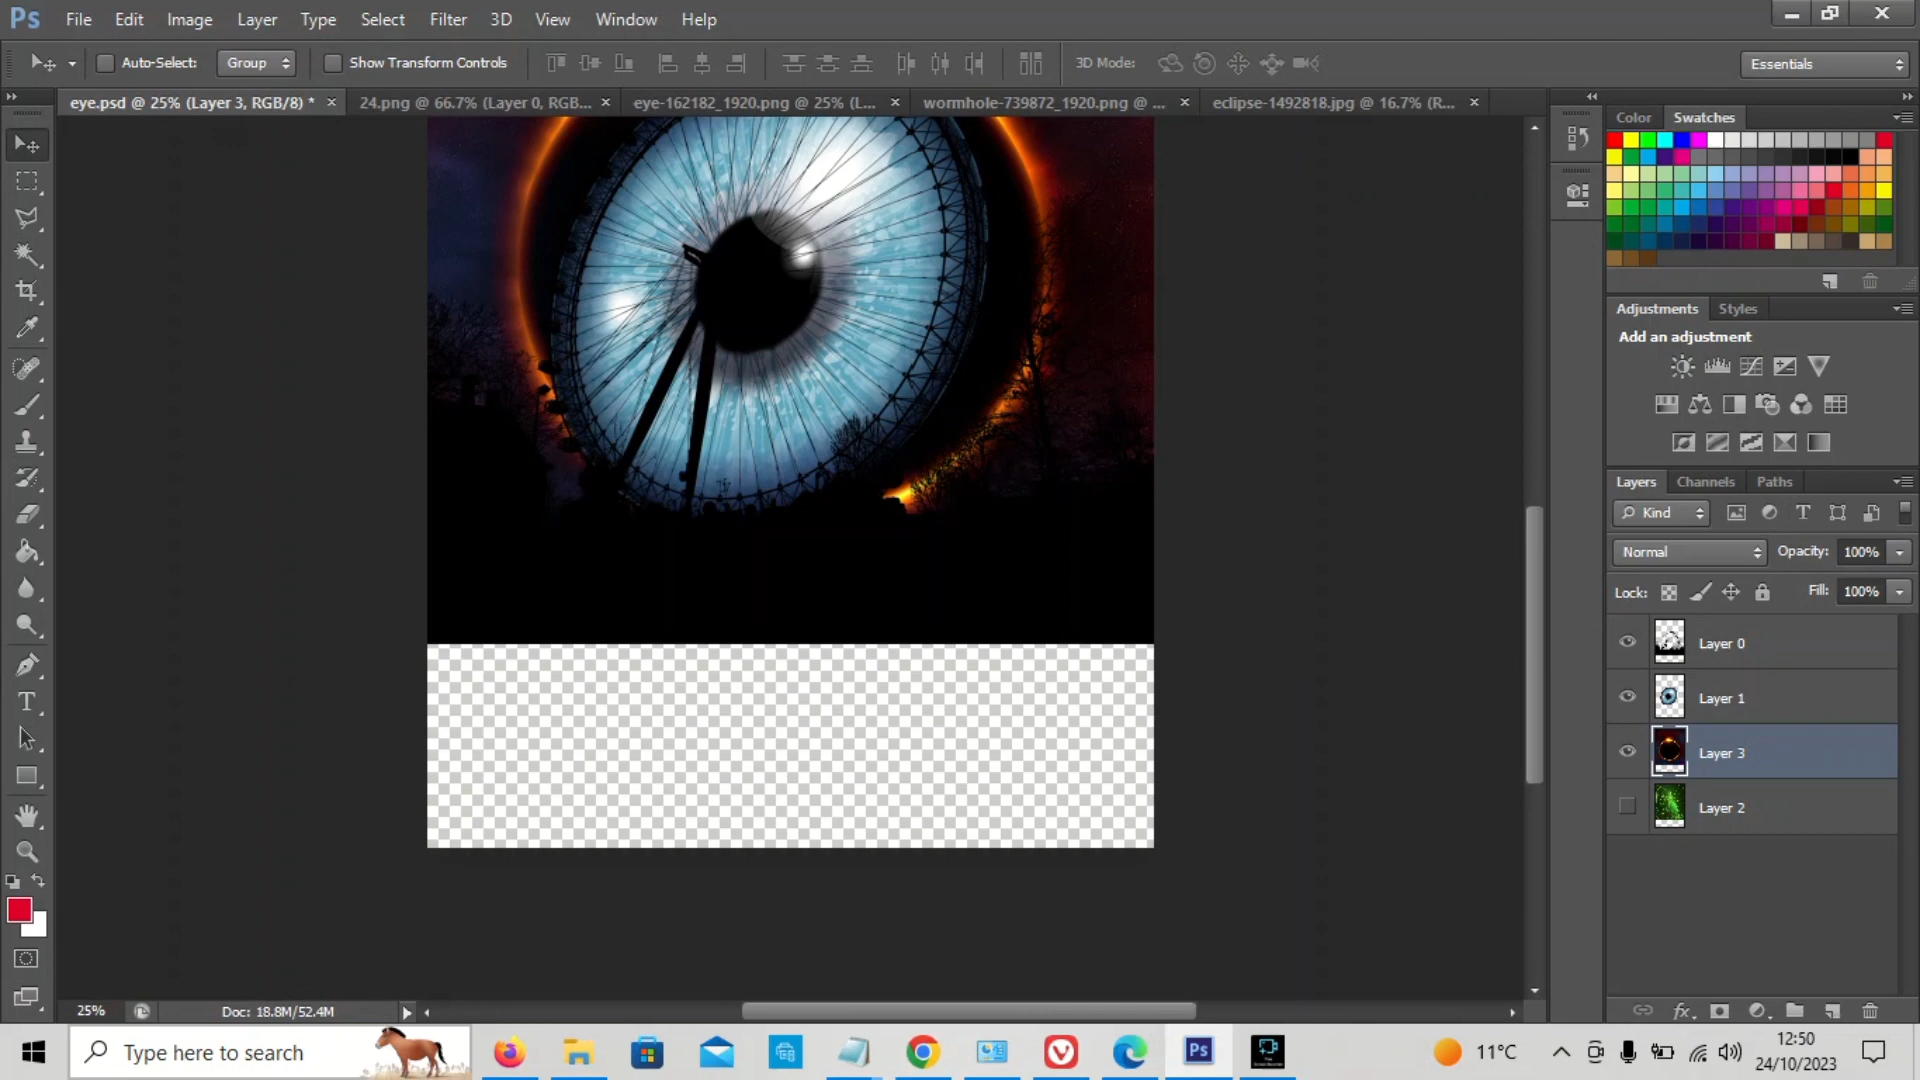 Ps File Edit Image Layer Type Select Filter 3D View Window Help
Auto-Select: Group Show Transform Controls 3D Mode: Essentials
eye.psd @ 25% (Layer 3, RGB/8) * × 24.png @ 66.7% (Layer 0, RGB... × eye-162182_1920.png @ 25% (L... × wormhole-739872_1920.png @ ... × eclipse-1492818.jpg @ 16.7% (R... ×
Color Swatches
Adjustments Styles
Add an adjustment
Layers Channels Paths
Kind
Normal Opacity: 100%
Lock: Fill: 100%
Layer 0
Layer 1
Layer 3
Layer 2
25% Doc: 18.8M/52.4M
Type here to search
Ps
11°C
12:50
24/10/2023